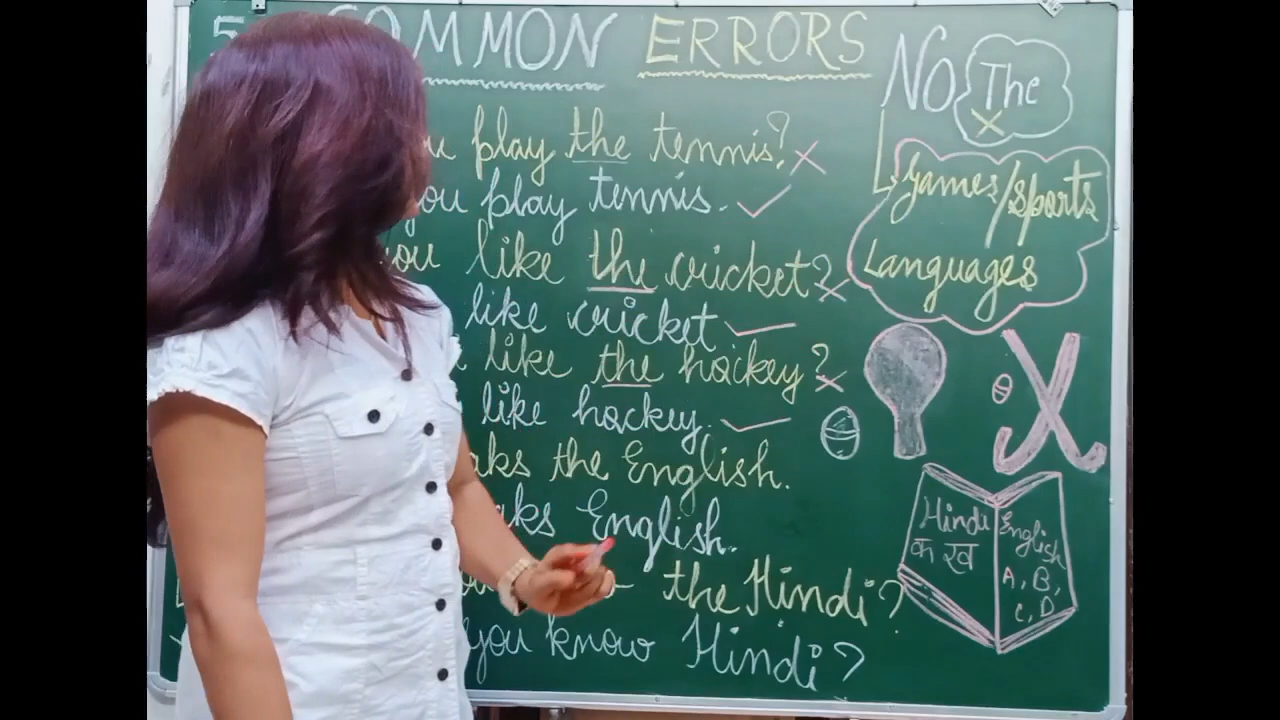 5 COMMON ERRORS
play the tennis?
you play tennis.
like the cricket?
like cricket
like the hockey?
like hockey.
the English.
English.
the Hindi?
you know Hindi?
NO The
games/sports
Languages
Hindi
क ख
English
A, B,
C, D